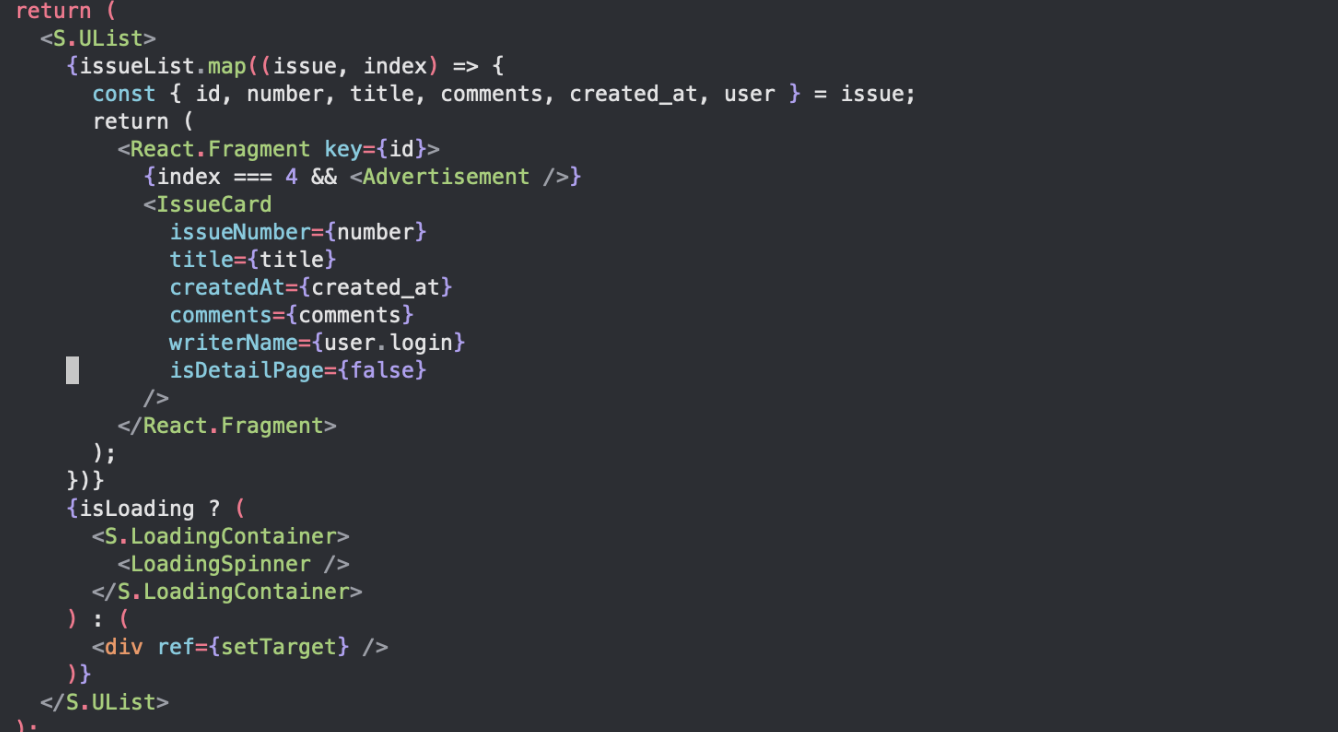 return (
  <S.UList>
    {issueList.map((issue, index) => {
      const { id, number, title, comments, created_at, user } = issue;
      return (
        <React.Fragment key={id}>
          {index === 4 && <Advertisement />}
          <IssueCard
            issueNumber={number}
            title={title}
            createdAt={created_at}
            comments={comments}
            writerName={user.login}
            isDetailPage={false}
          />
        </React.Fragment>
      );
    })}
    {isLoading ? (
      <S.LoadingContainer>
        <LoadingSpinner />
      </S.LoadingContainer>
    ) : (
      <div ref={setTarget} />
    )}
  </S.UList>
);